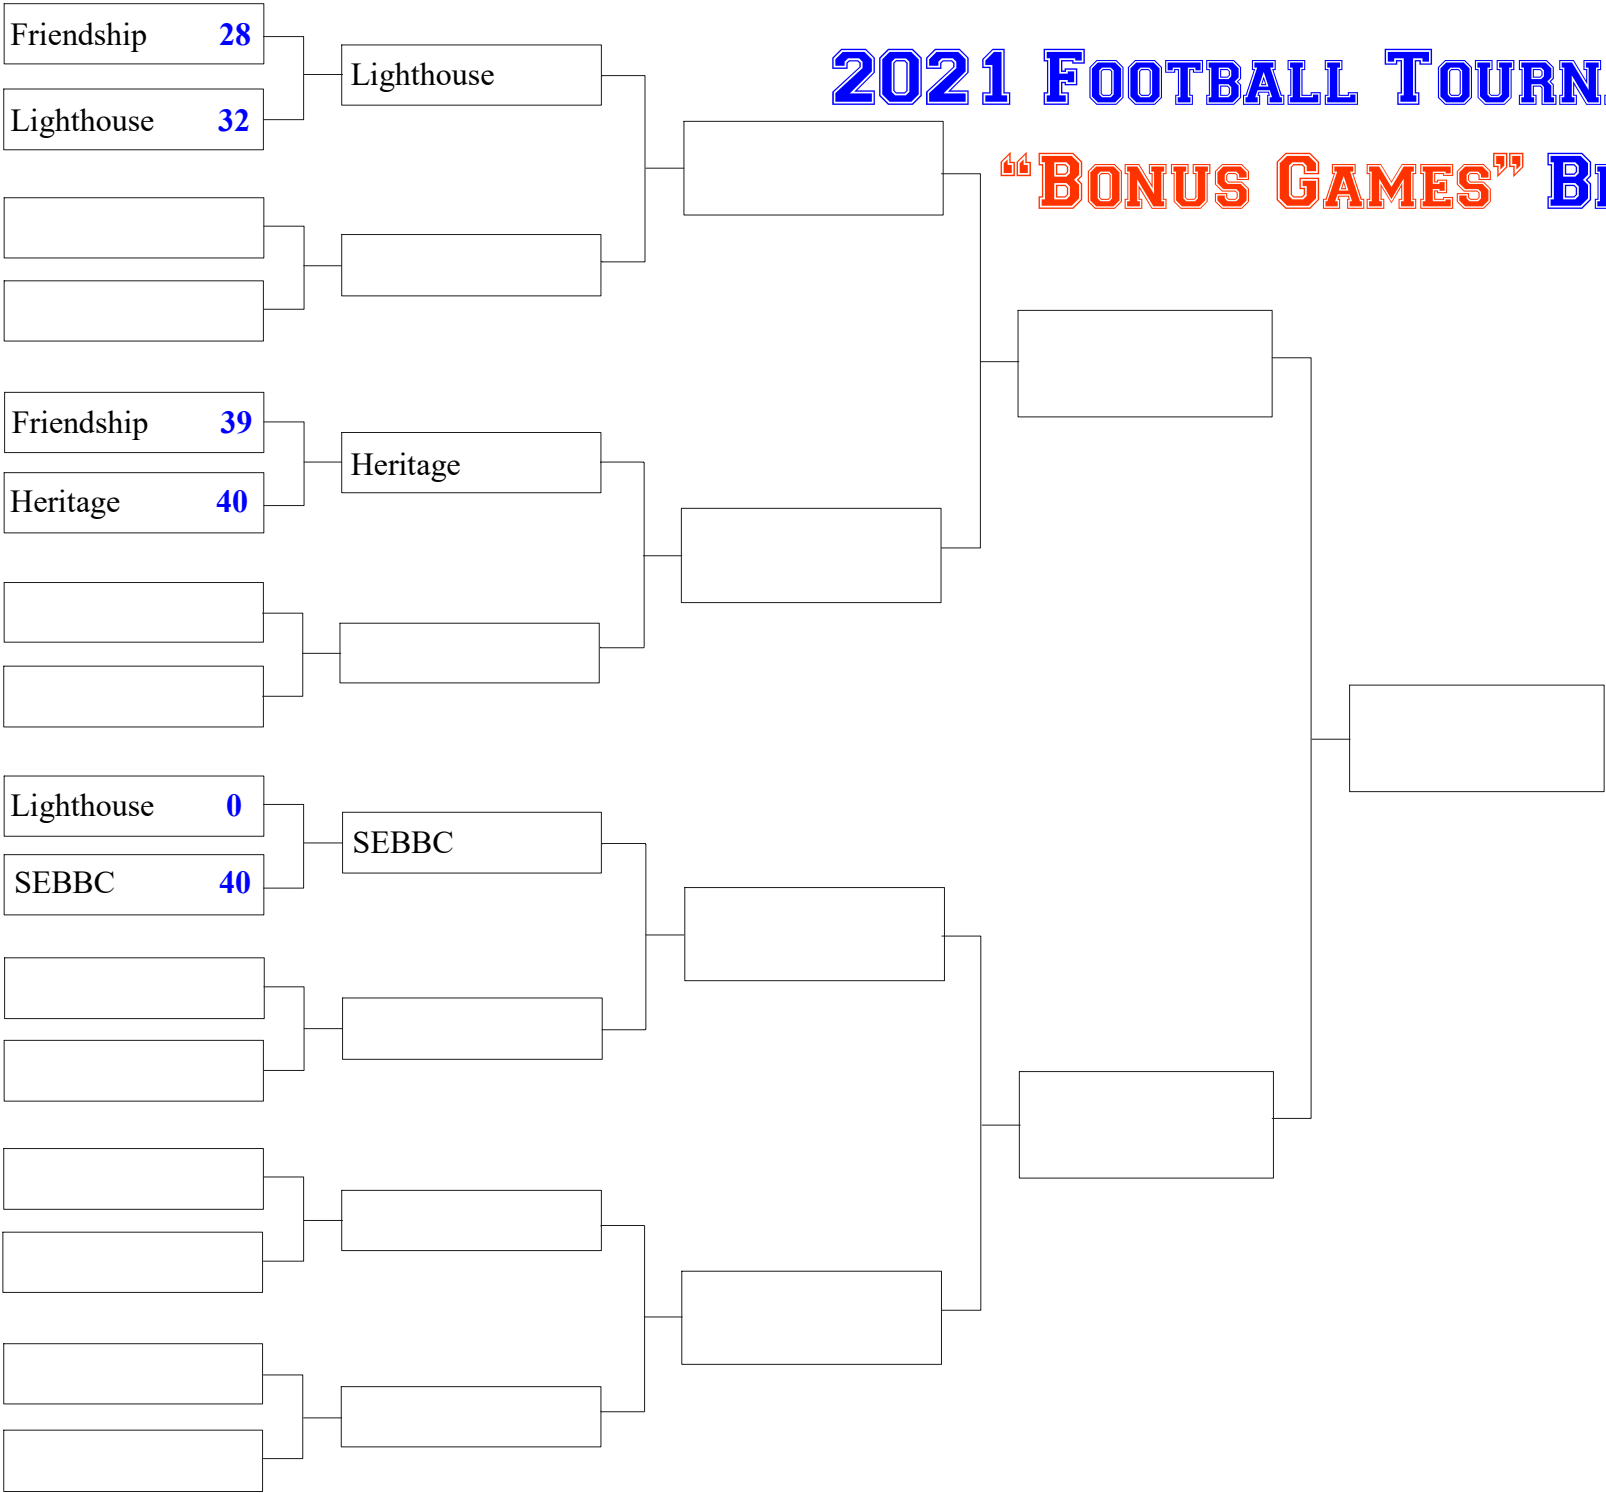 2021 FOOTBALL TOURN
"BONUS GAMES"
Friendship 28
Lighthouse 32
Lighthouse
Friendship 39
Heritage 40
Heritage
Lighthouse 0
SEBBC 40
SEBBC